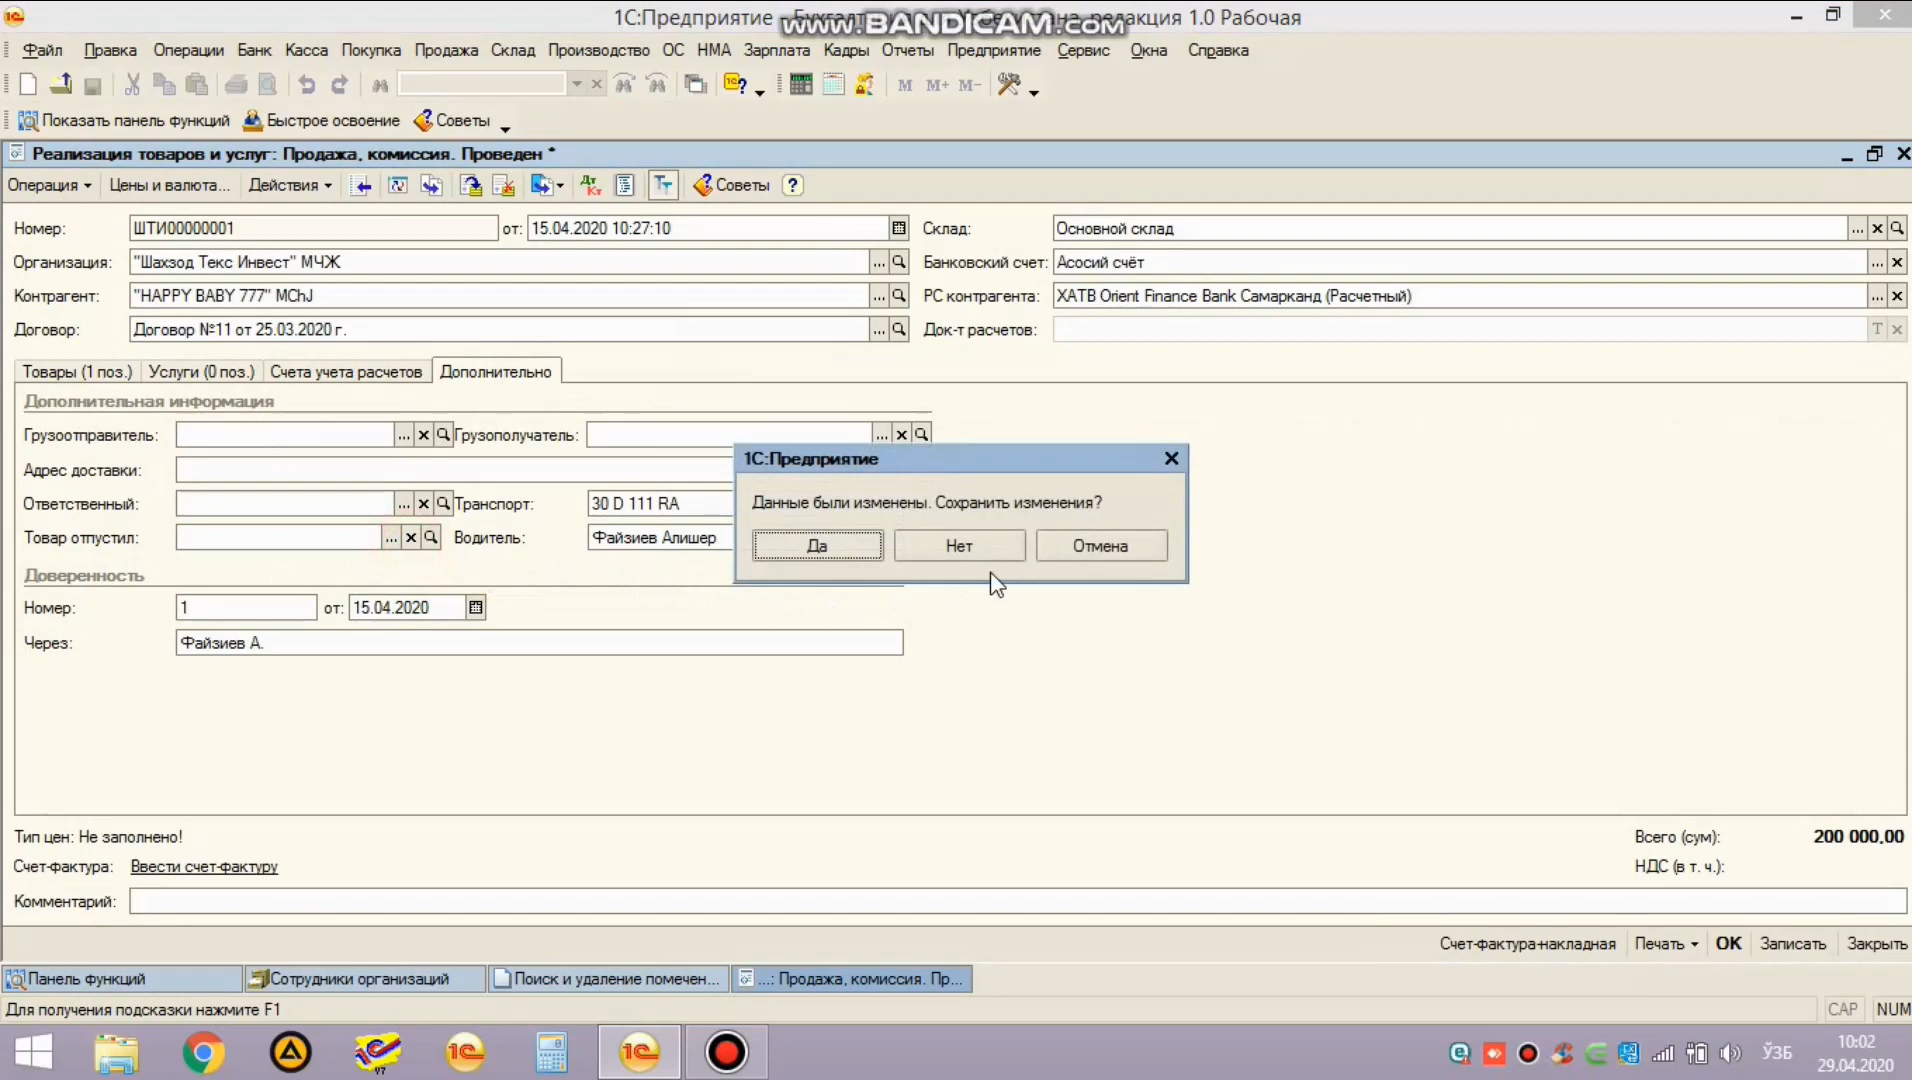 1С:Предприятие - Бухгалт редакция 1.0 Рабочая
www.BANDICAM.com
Файл Правка Операции Банк Касса Покупка Продажа Склад Производство ОС НМА Зарплата Кадры Отчеты Предприятие Сервис Окна Справка
M M+ M-
Показать панель функций Быстрое освоение Советы
Реализация товаров и услуг: Продажа, комиссия. Проведен *
Операция Цены и валюта... Действия Дт Кт Советы ?
Номер: ШТИ00000001 от: 15.04.2020 10:27:10 Склад: Основной склад
Организация: "Шахзод Текс Инвест" МЧЖ Банковский счет: Асосий счёт
Контрагент: "HAPPY BABY 777" MChJ РС контрагента: ХАТВ Orient Finance Bank Самарканд (Расчетный)
Договор: Договор №11 от 25.03.2020 г. Док-т расчетов: T
Товары (1 поз.) Услуги (0 поз.) Счета учета расчетов Дополнительно
Дополнительная информация
Грузоотправитель: Грузополучатель:
Адрес доставки:
Ответственный: Транспорт: 30 D 111 RA
Товар отпустил: Водитель: Файзиев Алишер
1С:Предприятие
Данные были изменены. Сохранить изменения?
Да Нет Отмена
Доверенность
Номер: 1 от: 15.04.2020
Через: Файзиев А.
Тип цен: Не заполнено! Всего (сум): 200 000,00
Счет-фактура: Ввести счет-фактуру НДС (в т. ч.):
Комментарий:
Счет-фактура-накладная Печать OK Записать Закрыть
Панель функций Сотрудники организаций Поиск и удаление помечен... ...: Продажа, комиссия. Пр...
Для получения подсказки нажмите F1 CAP NUM
ЎЗБ 10:02
29.04.2020